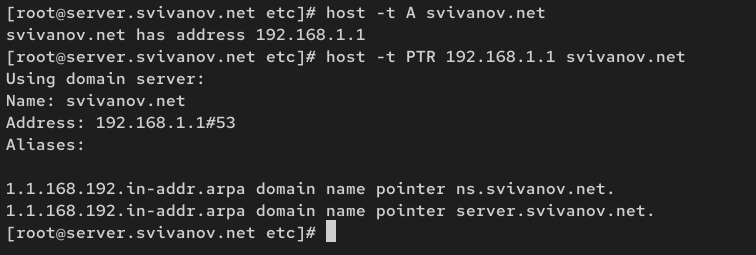 [root@server.svivanov.net etc]# host -t A svivanov.net
svivanov.net has address 192.168.1.1
[root@server.svivanov.net etc]# host -t PTR 192.168.1.1 svivanov.net
Using domain server:
Name: svivanov.net
Address: 192.168.1.1#53
Aliases:

1.1.168.192.in-addr.arpa domain name pointer ns.svivanov.net.
1.1.168.192.in-addr.arpa domain name pointer server.svivanov.net.
[root@server.svivanov.net etc]#